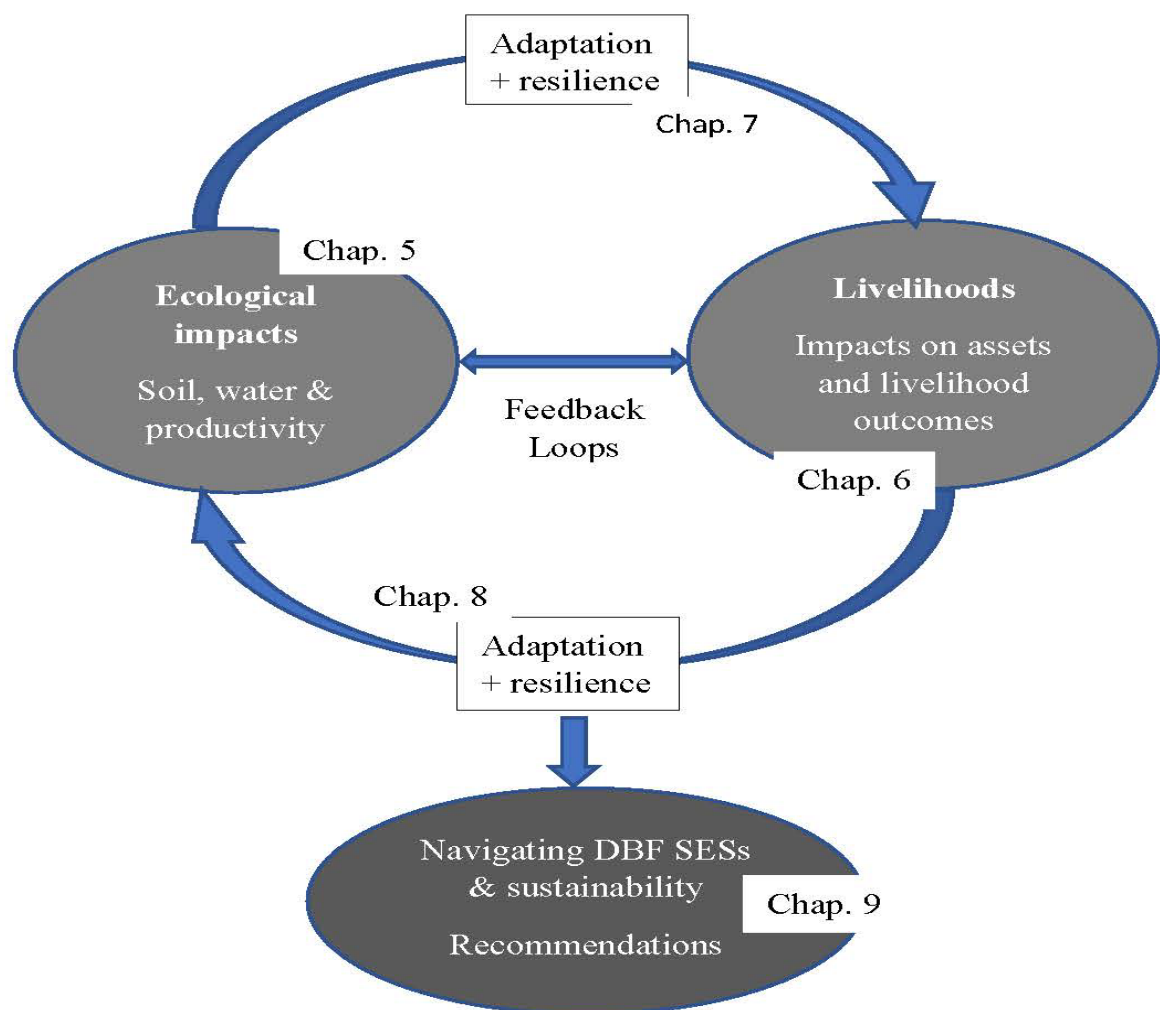 Adaptation
+ resilience
Chap. 7
Chap. 5
Ecological
impacts
Soil, water &
productivity
Livelihoods
Impacts on assets
and livelihood
outcomes
Feedback
Loops
Chap. 6
Chap. 8
Adaptation
+ resilience
Navigating DBF SESs
& sustainability
Recommendations
Chap. 9